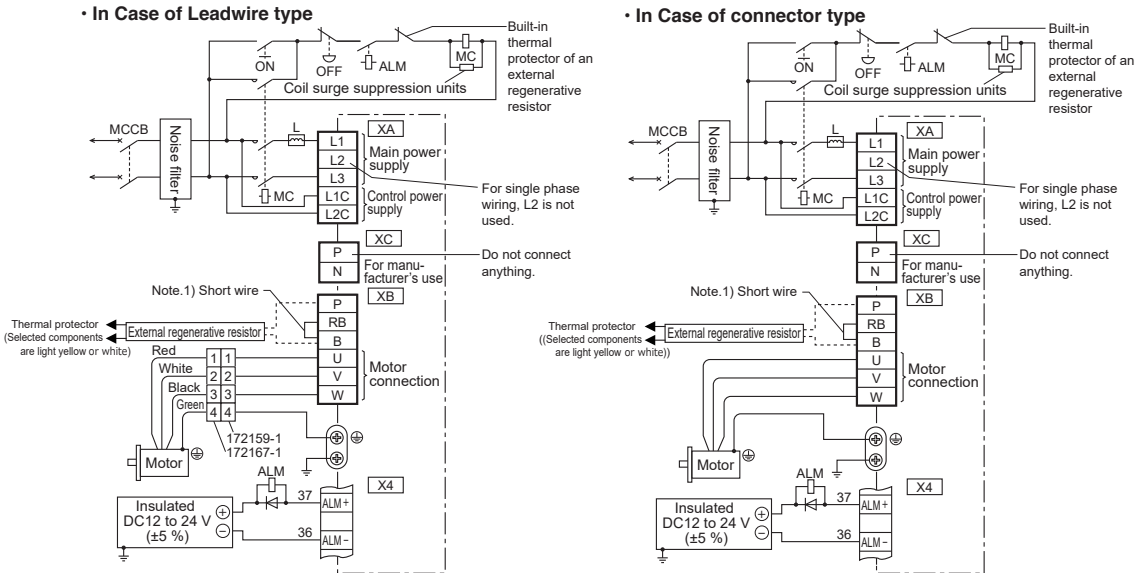 · In Case of Leadwire type
Built-in
thermal
protector of an
external
regenerative
resistor
ON
OFF
ALM
MC
Coil surge suppression units
MCCB
Noise filter
L
XA
L1
L2
L3
L1C
L2C
Main power
supply
Control power
supply
MC
For single phase
wiring, L2 is not
used.
XC
P
N
For manu-
facturer's use
Do not connect
anything.
XB
Note.1) Short wire
P
RB
B
U
V
W
Thermal protector
(Selected components
are light yellow or white)
External regenerative resistor
Motor
connection
Red
White
Black
Green
1 1
2 2
3 3
4 4
172159-1
172167-1
Motor
ALM
X4
Insulated
DC12 to 24 V
(±5 %)
+
−
37
ALM+
36
ALM−
· In Case of connector type
Built-in
thermal
protector of an
external
regenerative
resistor
ON
OFF
ALM
MC
Coil surge suppression units
MCCB
Noise filter
L
XA
L1
L2
L3
L1C
L2C
Main power
supply
Control power
supply
MC
For single phase
wiring, L2 is not
used.
XC
P
N
For manu-
facturer's use
Do not connect
anything.
XB
Note.1) Short wire
P
RB
B
U
V
W
Thermal protector
((Selected components
are light yellow or white))
External regenerative resistor
Motor
connection
Motor
ALM
X4
Insulated
DC12 to 24 V
(±5 %)
+
−
37
ALM+
36
ALM−